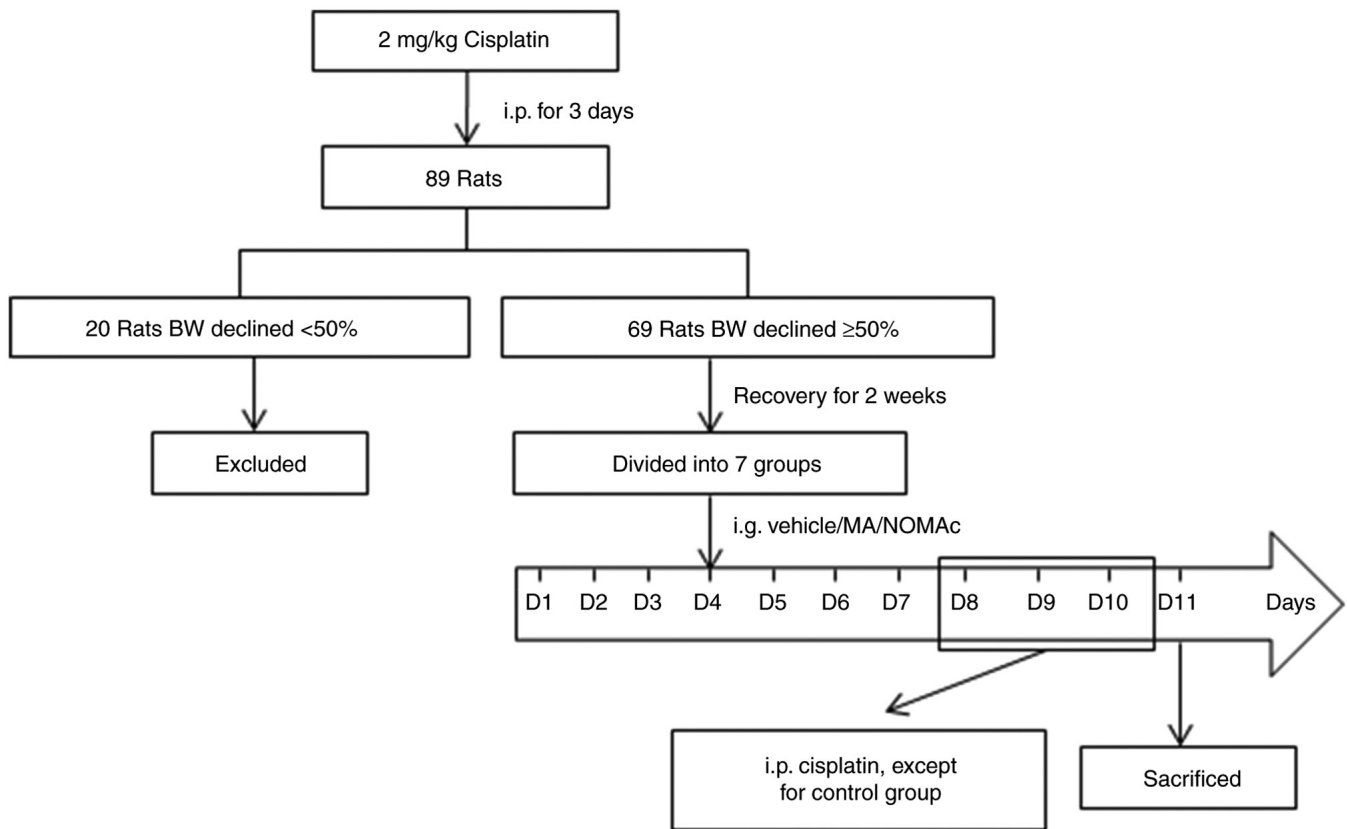 2 mg/kg Cisplatin
i.p. for 3 days
89 Rats
20 Rats BW declined <50%
69 Rats BW declined ≥50%
Recovery for 2 weeks
Excluded
Divided into 7 groups
i.g. vehicle/MA/NOMAc
D1 D2 D3 D4 D5 D6 D7 D8 D9 D10 D11 Days
i.p. cisplatin, except
for control group
Sacrificed